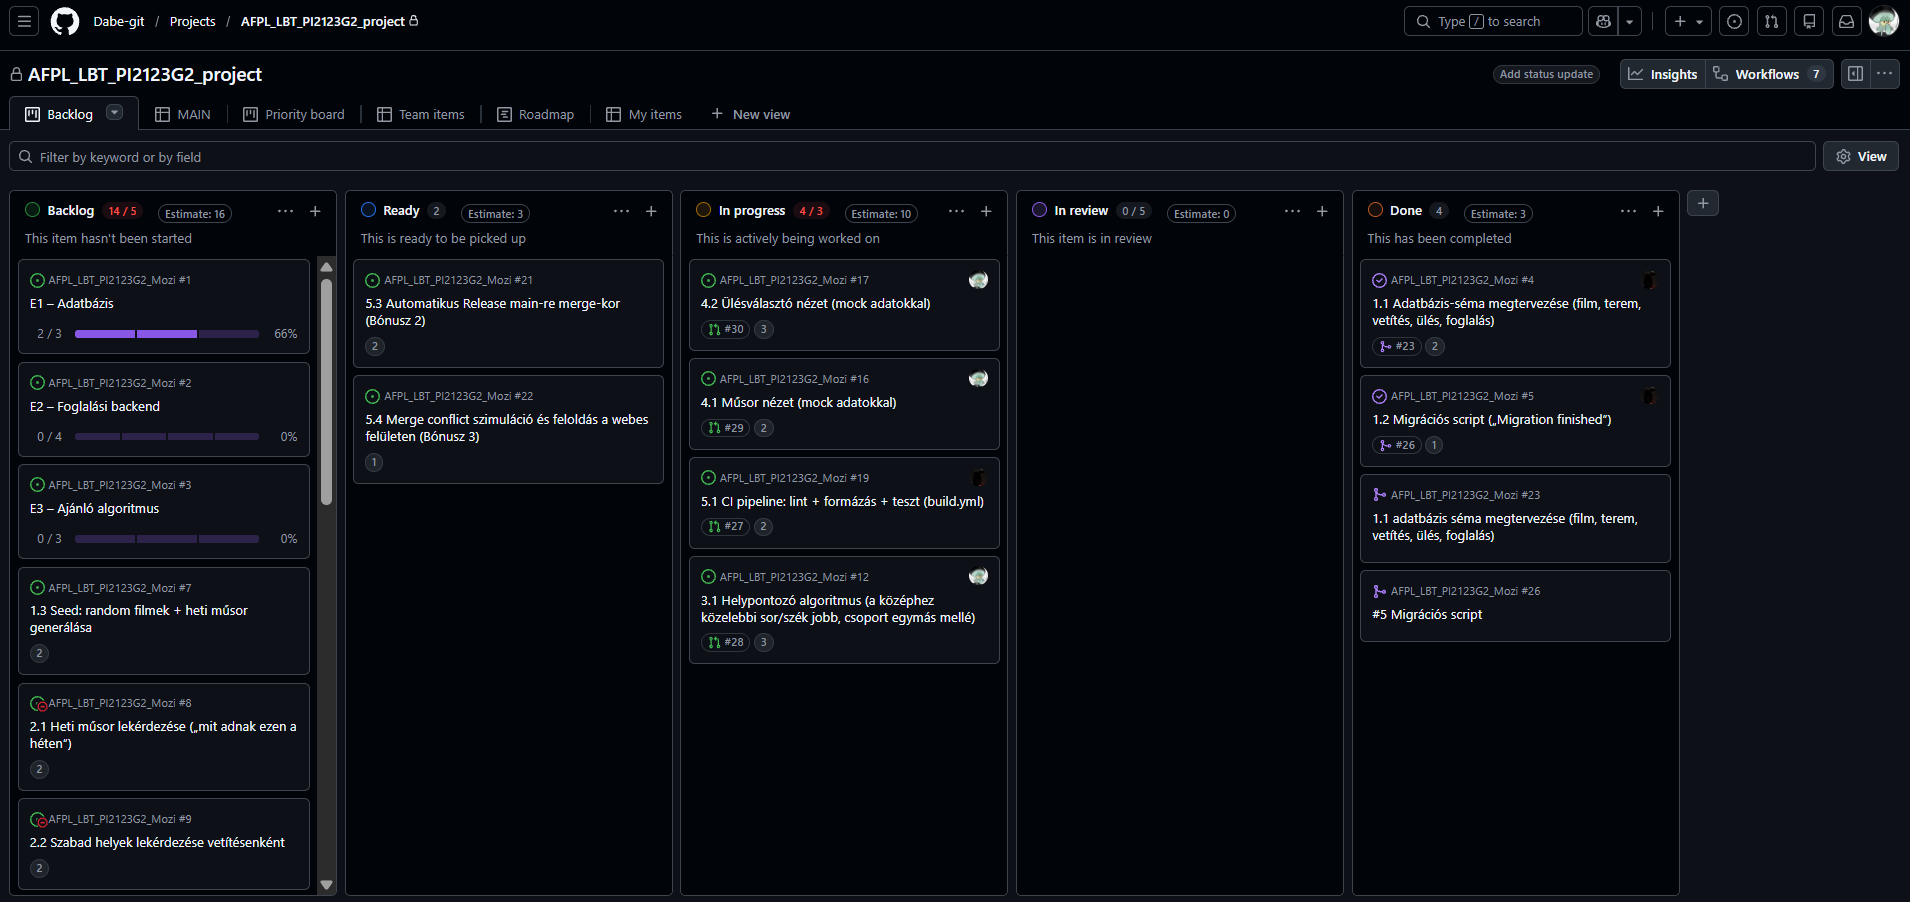 Dabe-git / Projects / AFPL_LBT_PI2123G2_project
Type / to search
AFPL_LBT_PI2123G2_project
Add status update
Insights
Workflows 7
Backlog
MAIN
Priority board
Team items
Roadmap
My items
New view
Filter by keyword or by field
View
Backlog 14 / 5 Estimate: 16
This item hasn't been started
AFPL_LBT_PI2123G2_Mozi #1
E1 – Adatbázis
2 / 3 66%
AFPL_LBT_PI2123G2_Mozi #2
E2 – Foglalási backend
0 / 4 0%
AFPL_LBT_PI2123G2_Mozi #3
E3 – Ajánló algoritmus
0 / 3 0%
AFPL_LBT_PI2123G2_Mozi #7
1.3 Seed: random filmek + heti műsor
generálása
2
AFPL_LBT_PI2123G2_Mozi #8
2.1 Heti műsor lekérdezése („mit adnak ezen a
héten”)
2
AFPL_LBT_PI2123G2_Mozi #9
2.2 Szabad helyek lekérdezése vetítésenként
2
Ready 2 Estimate: 3
This is ready to be picked up
AFPL_LBT_PI2123G2_Mozi #21
5.3 Automatikus Release main-re merge-kor
(Bónusz 2)
2
AFPL_LBT_PI2123G2_Mozi #22
5.4 Merge conflict szimuláció és feloldás a webes
felületen (Bónusz 3)
1
In progress 4 / 3 Estimate: 10
This is actively being worked on
AFPL_LBT_PI2123G2_Mozi #17
4.2 Ülésválasztó nézet (mock adatokkal)
#30 3
AFPL_LBT_PI2123G2_Mozi #16
4.1 Műsor nézet (mock adatokkal)
#29 2
AFPL_LBT_PI2123G2_Mozi #19
5.1 CI pipeline: lint + formázás + teszt (build.yml)
#27 2
AFPL_LBT_PI2123G2_Mozi #12
3.1 Helypontozó algoritmus (a középhez
közelebbi sor/szék jobb, csoport egymás mellé)
#28 3
In review 0 / 5 Estimate: 0
This item is in review
Done 4 Estimate: 3
This has been completed
AFPL_LBT_PI2123G2_Mozi #4
1.1 Adatbázis-séma megtervezése (film, terem,
vetítés, ülés, foglalás)
#23 2
AFPL_LBT_PI2123G2_Mozi #5
1.2 Migrációs script („Migration finished”)
#26 1
AFPL_LBT_PI2123G2_Mozi #23
1.1 adatbázis séma megtervezése (film, terem,
vetítés, ülés, foglalás)
AFPL_LBT_PI2123G2_Mozi #26
#5 Migrációs script